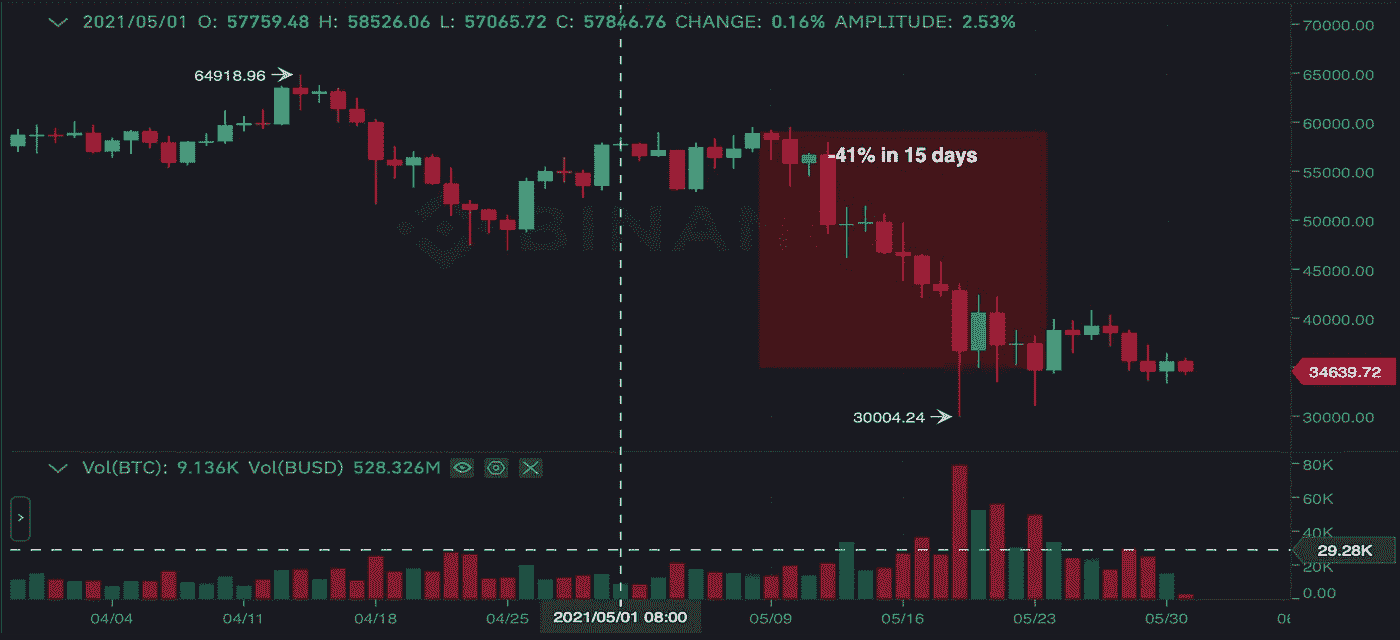 2021/05/01 O: 57759.48 H: 58526.06 L: 57065.72 C: 57846.76 CHANGE: 0.16% AMPLITUDE: 2.53%
70000.00
64918.96
65000.00
60000.00
-41% in 15 days
55000.00
BINAN
50000.00
45000.00
40000.00
34639.72
30004.24
30000.00
Vol(BTC): 9.136K Vol(BUSD) 528.326M
80K
60K
40K
29.28K
20K
0.00
04/04 04/11 04/18 04/25 2021/05/01 08:00 05/09 05/16 05/23 05/30